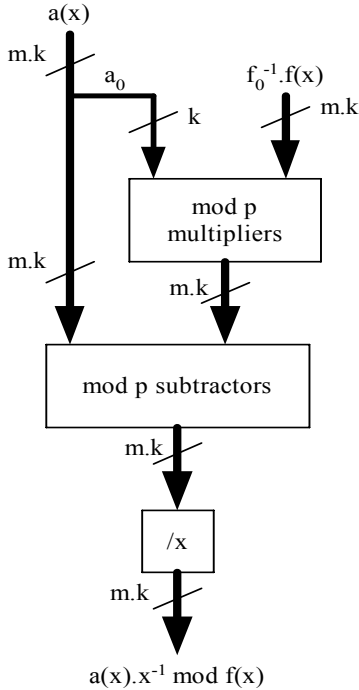 a(x)
m.k
a₀
f₀⁻¹.f(x)
k
m.k
mod p
multipliers
m.k
m.k
mod p subtractors
m.k
/x
m.k
a(x).x⁻¹ mod f(x)